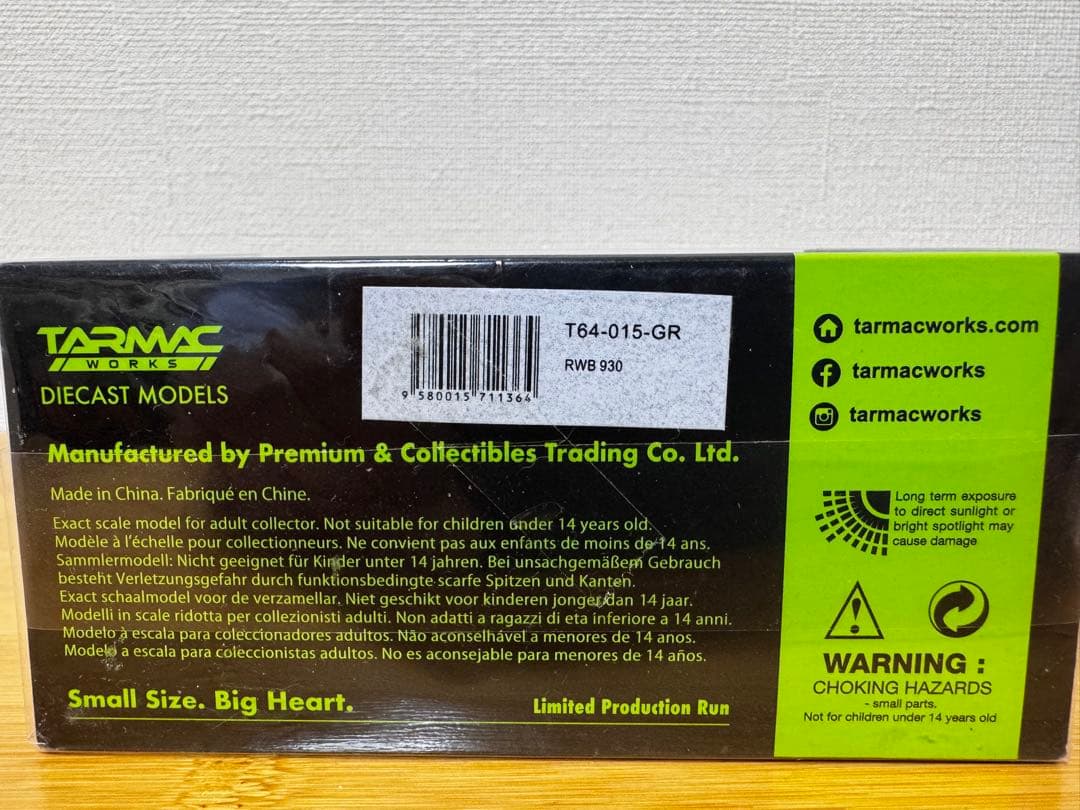 TARMAC
WORKS
DIECAST MODELS
T64-015-GR
RWB 930
9 580015 711364
Manufactured by Premium & Collectibles Trading Co. Ltd.
Made in China. Fabriqué en Chine.
Exact scale model for adult collector. Not suitable for children under 14 years old.
Modèle à l'échelle pour collectionneurs. Ne convient pas aux enfants de moins de 14 ans.
Sammlermodell: Nicht geeignet für Kinder unter 14 jahren. Bei unsachgemäßem Gebrauch
besteht Verletzungsgefahr durch funktionsbedingte scarfe Spitzen und Kanten.
Exact schaalmodel voor de verzamellar. Niet geschikt voor kinderen jonger dan 14 jaar.
Modelli in scale ridotta per collezionisti adulti. Non adatti a ragazzi di eta inferiore a 14 anni.
Modelo à escala para coleccionadores adultos. Não aconselhável a menores de 14 anos.
Modelo a escala para coleccionistas adultos. No es aconsejable para menores de 14 años.
Small Size. Big Heart.
Limited Production Run
tarmacworks.com
tarmacworks
tarmacworks
Long term exposure
to direct sunlight or
bright spotlight may
cause damage
WARNING :
CHOKING HAZARDS
- small parts.
Not for children under 14 years old